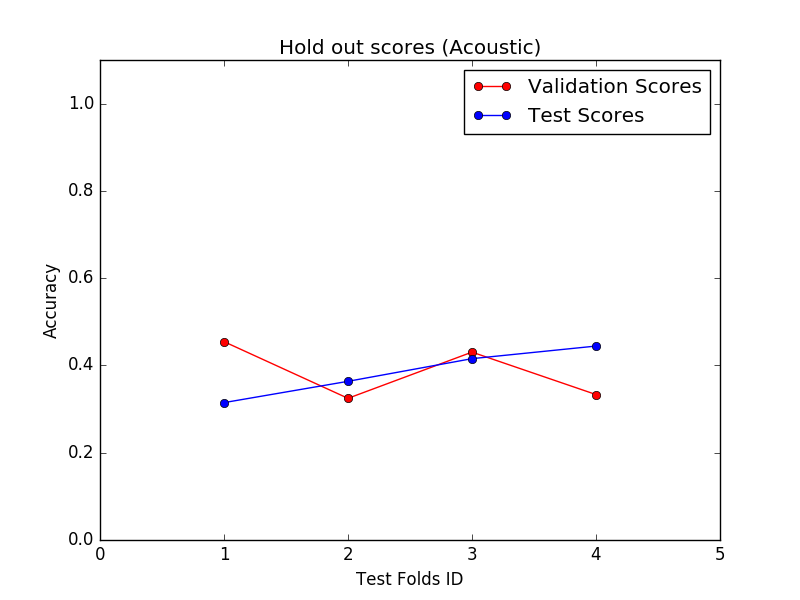 Hold out scores (Acoustic)
Validation Scores
Test Scores
1.0
0.8
0.6
0.4
0.2
0.0
Accuracy
0 1 2 3 4 5
Test Folds ID